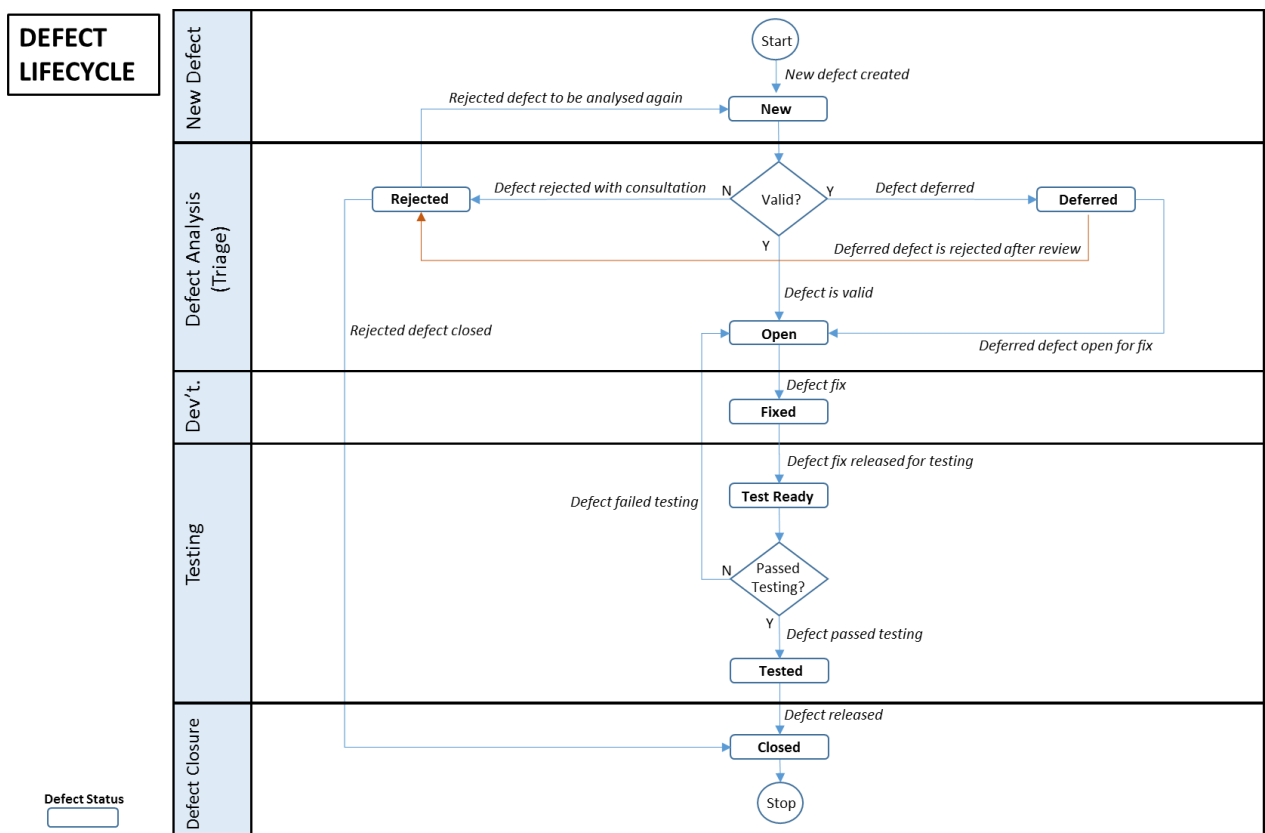 DEFECT
LIFECYCLE
New Defect
Start
New defect created
Rejected defect to be analysed again
New
Defect Analysis
(Triage)
N
Defect rejected with consultation
Valid?
Y
Defect deferred
Rejected
Deferred
Y
Deferred defect is rejected after review
Defect is valid
Rejected defect closed
Open
Deferred defect open for fix
Dev't.
Defect fix
Fixed
Testing
Defect fix released for testing
Test Ready
Defect failed testing
N
Passed
Testing?
Y
Defect passed testing
Tested
Defect Closure
Defect released
Closed
Stop
Defect Status